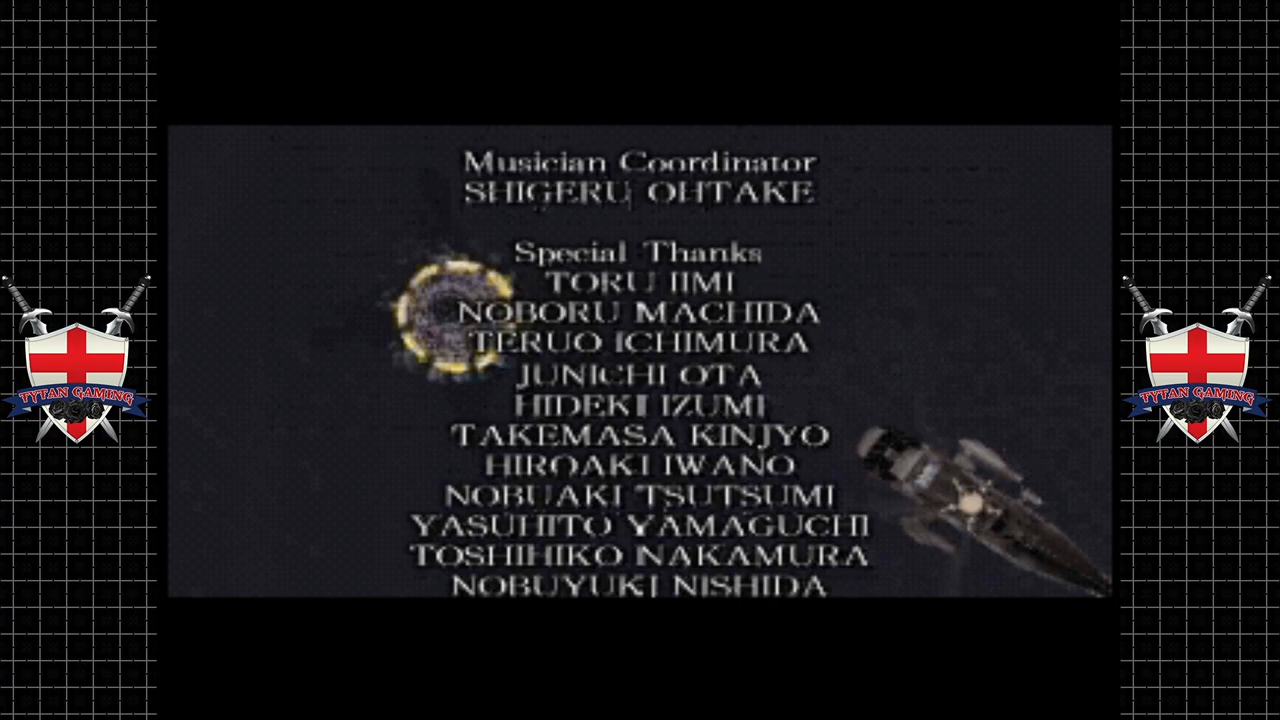 Musician Coordinator
SHIGERU OHTAKE
Special Thanks
TORU IIMI
NOBORU MACHIDA
TERUO ICHIMURA
JUNICHI OTA
HIDEKI IZUMI
TAKEMASA KINJYO
HIROAKI IWANO
NOBUAKI TSUTSUMI
YASUHITO YAMAGUCHI
TOSHIHIKO NAKAMURA
NOBUYUKI NISHIDA
TYTAN GAMING
TYTAN GAMING